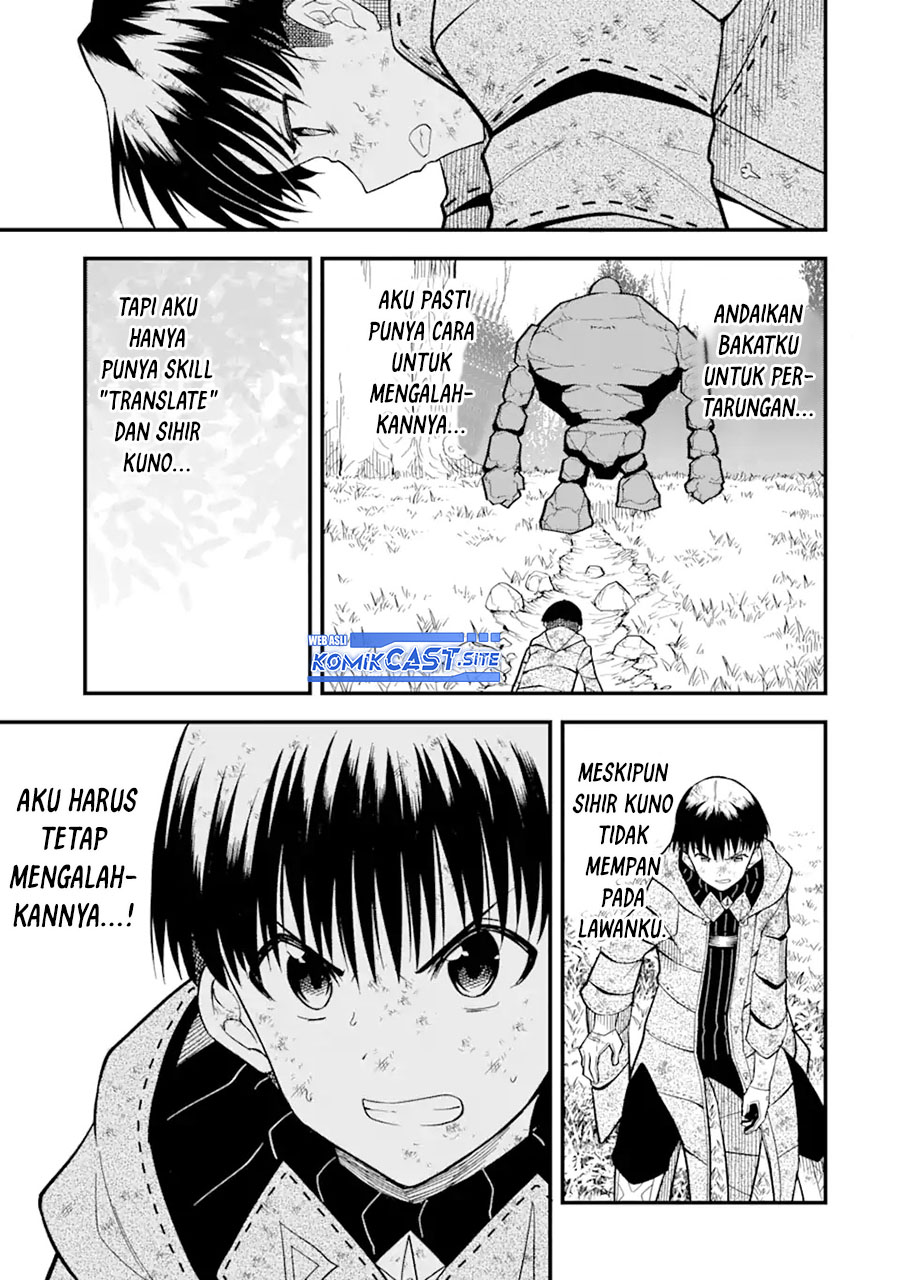 ANDAIKAN
BAKATKU
UNTUK PER-
TARUNGAN...
AKU PASTI
PUNYA CARA
UNTUK
MENGALAH-
KANNYA...
TAPI AKU
HANYA
PUNYA SKILL
"TRANSLATE"
DAN SIHIR
KUNO...
WEB ASLI
KOMIKCAST.SITE
MESKIPUN
SIHIR KUNO
TIDAK
MEMPAN
PADA
LAWANKU.
AKU HARUS
TETAP
MENGALAH-
KANNYA...!